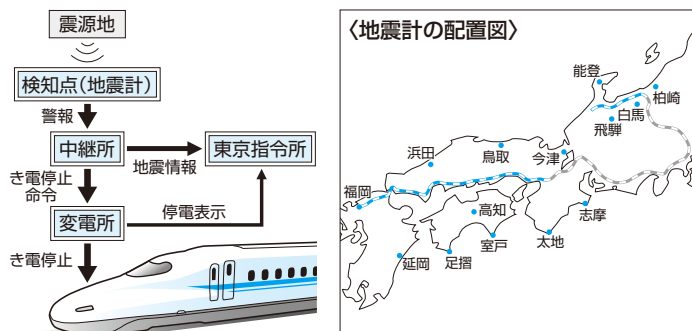 震源地
検知点(地震計)
警報
中継所
地震情報
東京指令所
き電停止
命令
変電所
停電表示
き電停止
〈地震計の配置図〉
能登
柏崎
白馬
飛騨
浜田
鳥取
今津
福岡
高知
志摩
室戸
太地
延岡
足摺